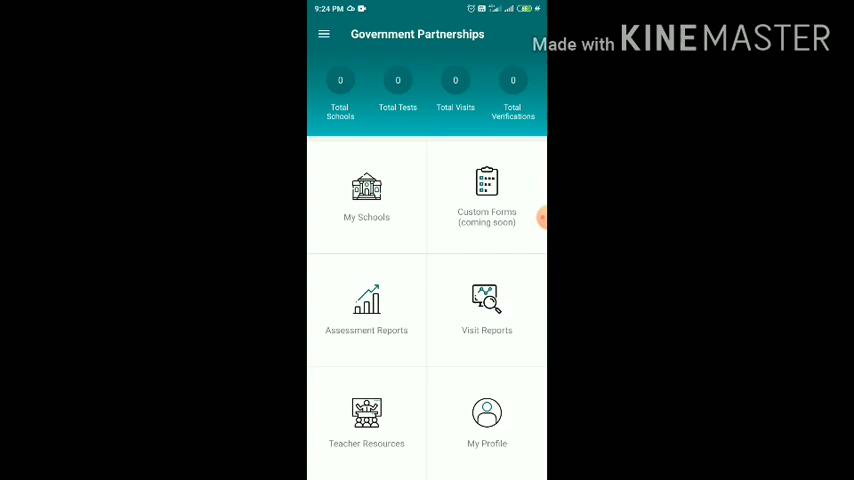 9:24 PM
Government Partnerships
Made with KINEMASTER
0 0 0 0
Total Schools
Total Tests
Total Visits
Total Verifications
My Schools
Custom Forms
(coming soon)
Assessment Reports
Visit Reports
Teacher Resources
My Profile